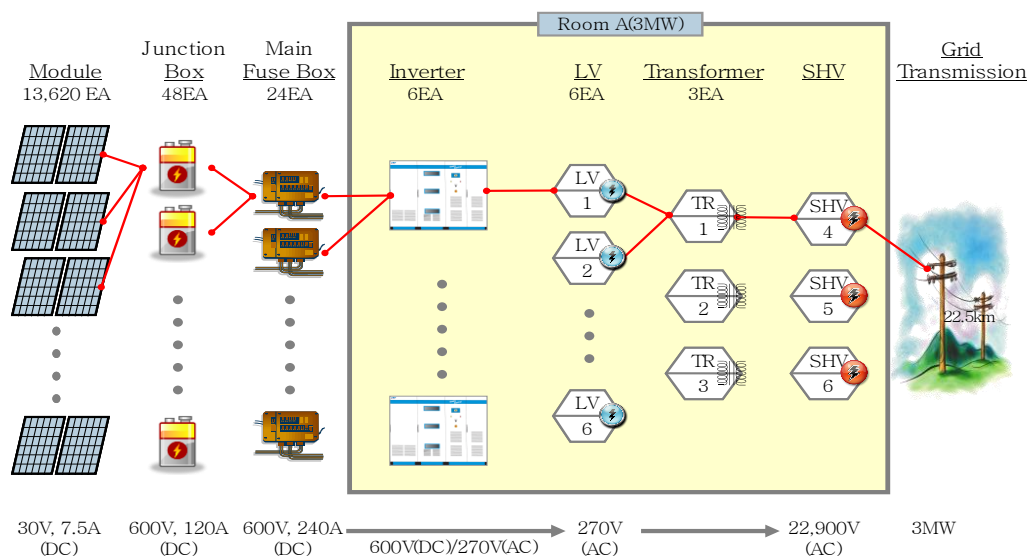 Room A(3MW)
Module
13,620 EA
Junction
Box
48EA
Main
Fuse Box
24EA
Inverter
6EA
LV
6EA
Transformer
3EA
SHV
Grid
Transmission
LV
1
LV
2
LV
6
TR
1
TR
2
TR
3
SHV
4
SHV
5
SHV
6
22.5km
30V, 7.5A
(DC)
600V, 120A
(DC)
600V, 240A
(DC)
600V(DC)/270V(AC)
270V
(AC)
22,900V
(AC)
3MW